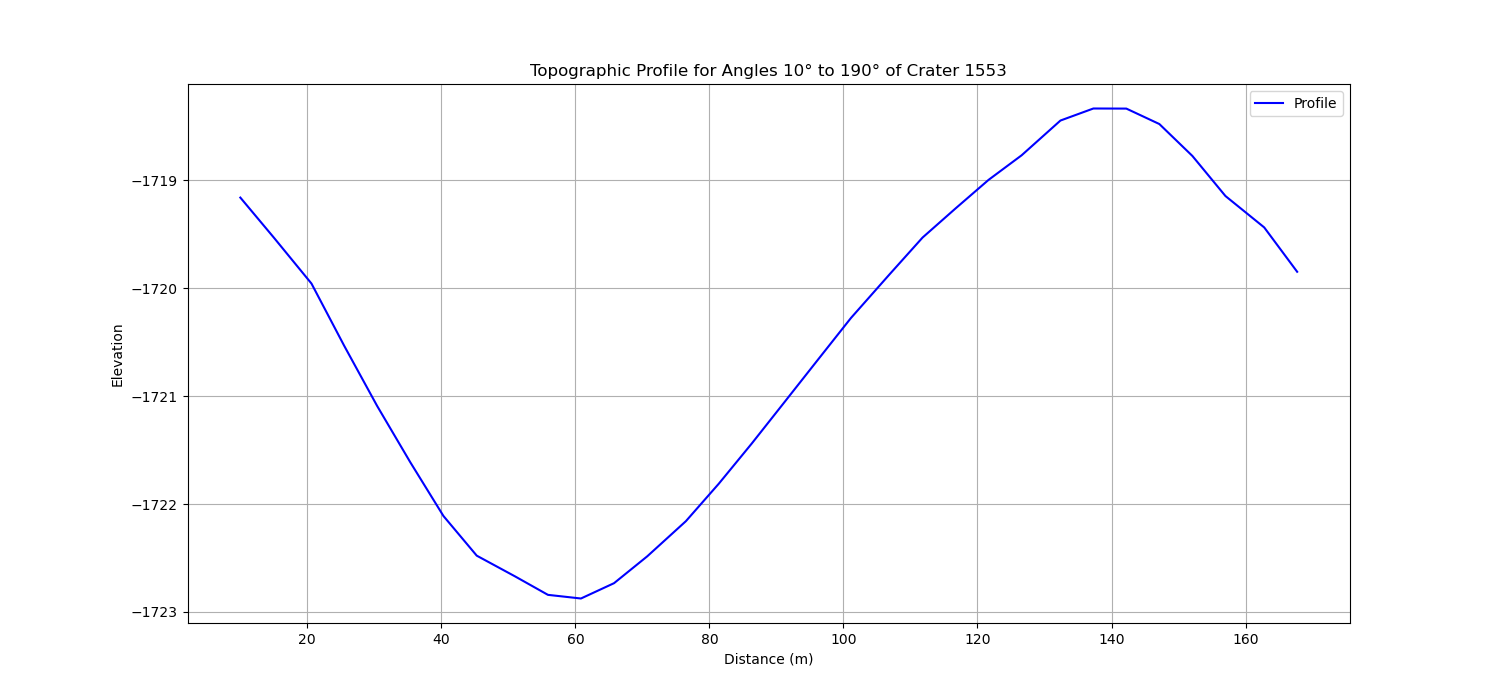 Topographic Profile for Angles 10° to 190° of Crater 1553
Profile
−1719
−1720
−1721
−1722
−1723
Elevation
20 40 60 80 100 120 140 160
Distance (m)